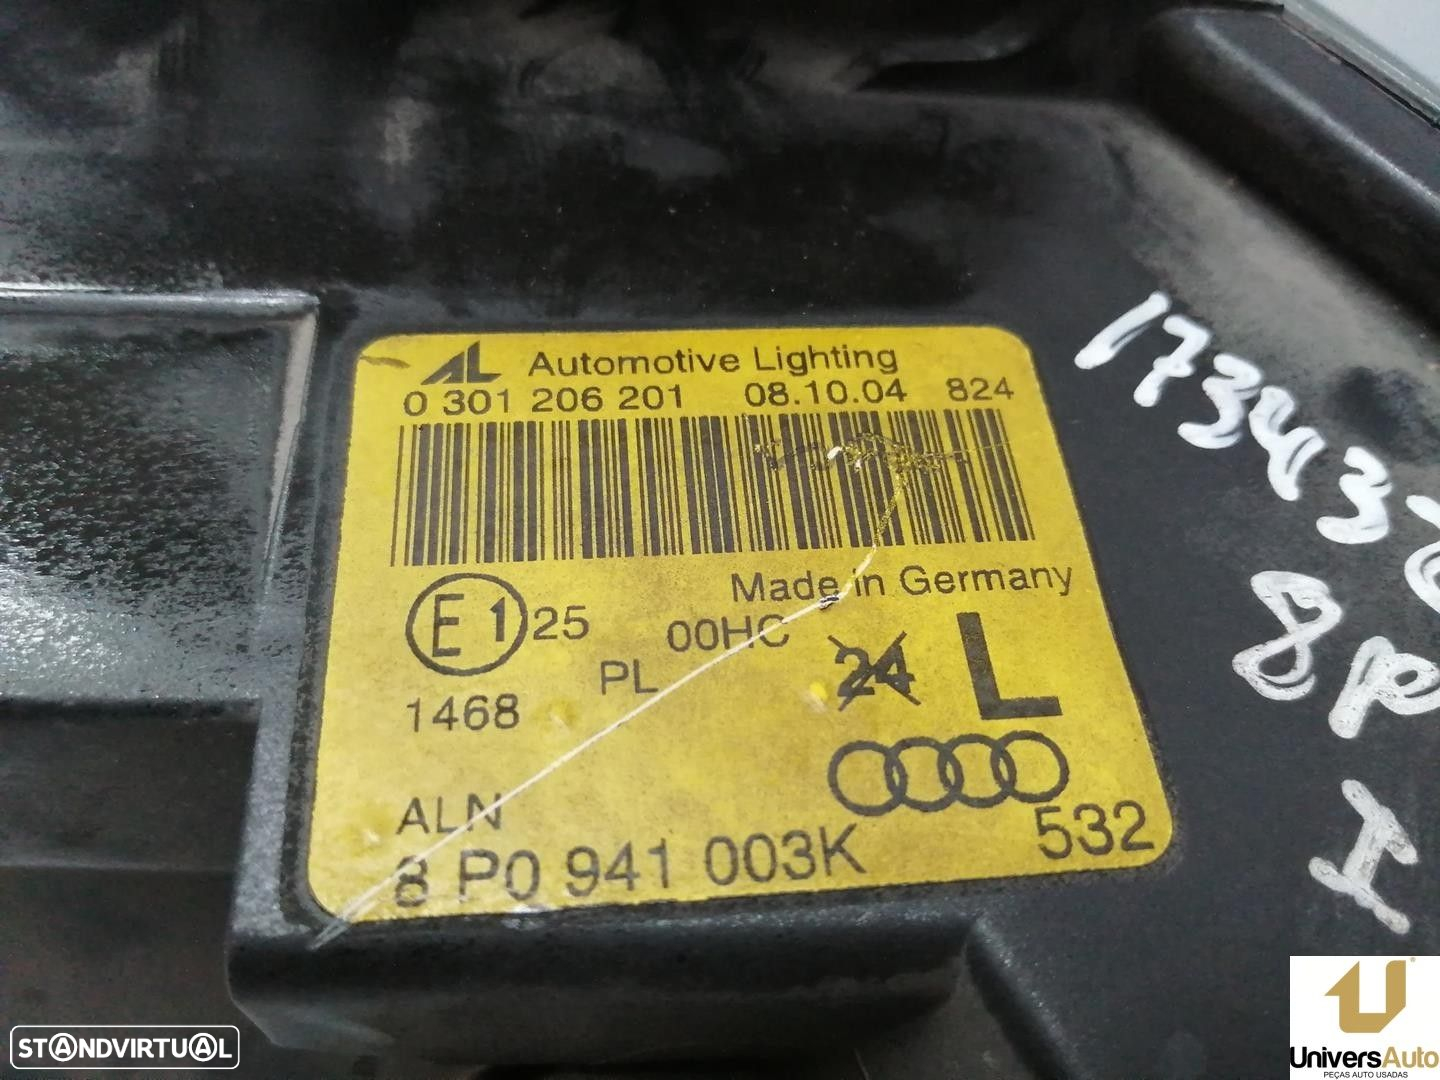 AL Automotive Lighting
0 301 206 201 08.10.04 824
Made in Germany
E1 25 00HC 24 L
PL
1468
ALN
8 P0 941 003K 532
8P
I
STANDVIRTUAL
UniversAuto
PEÇAS AUTO USADAS